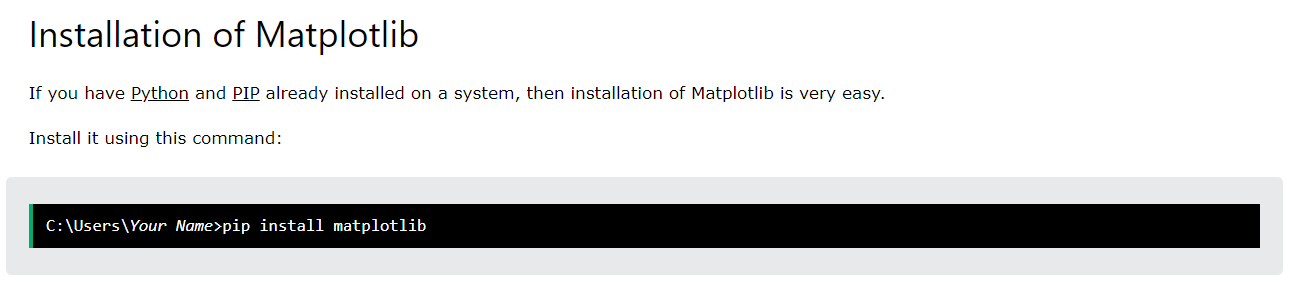 Installation of Matplotlib
If you have Python and PIP already installed on a system, then installation of Matplotlib is very easy.
Install it using this command:
C:\Users\Your Name>pip install matplotlib